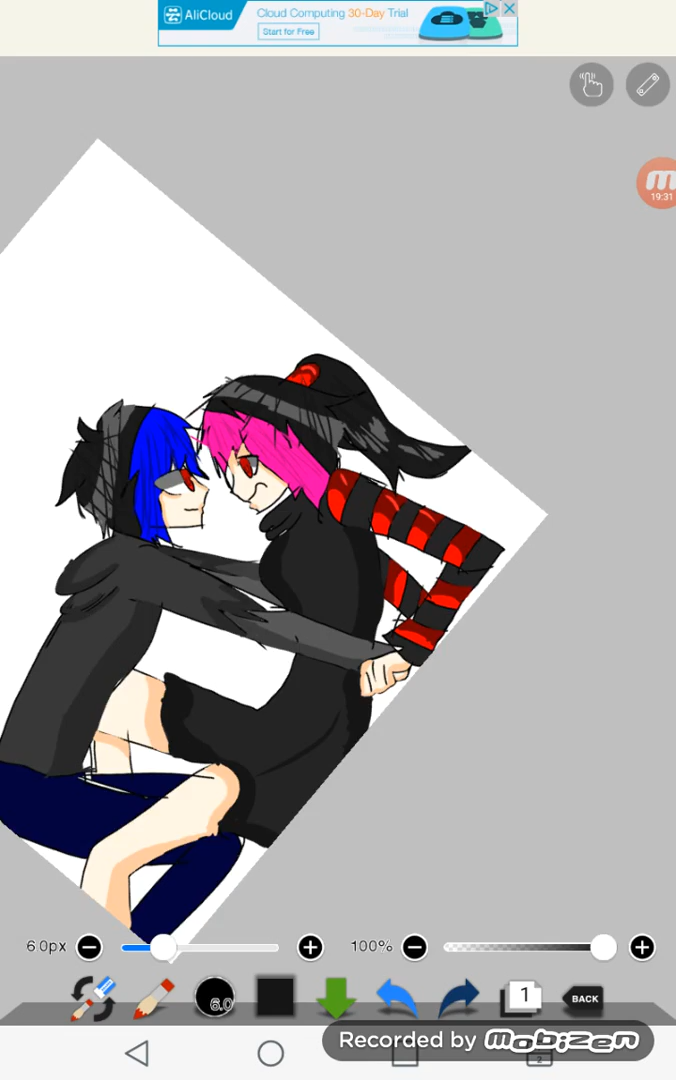 AliCloud
Cloud Computing 30-Day Trial
Start for Free
19:31
6.0px
100%
6.0
1
BACK
Recorded by mobizen
2